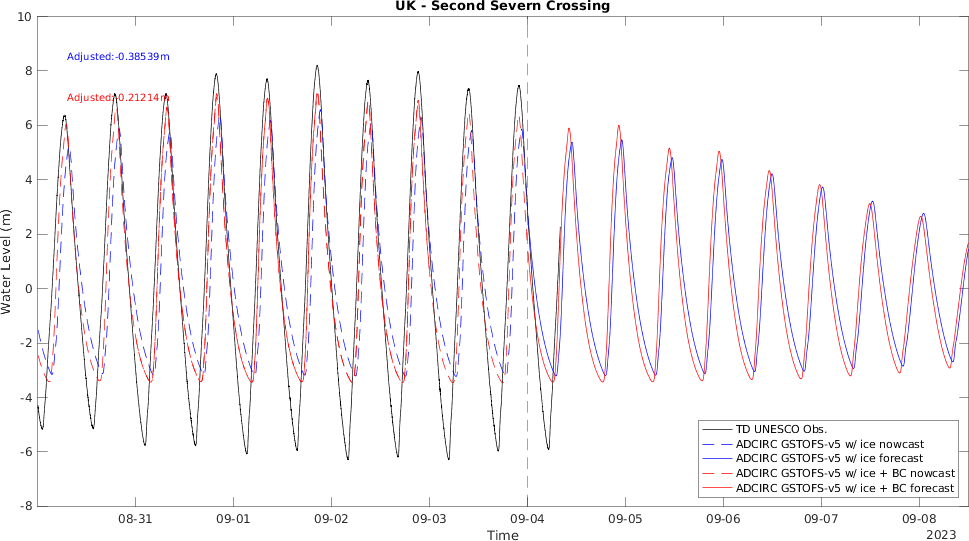 UK - Second Severn Crossing
10
8
6
4
2
0
-2
-4
-6
-8
Water Level (m)
Adjusted:-0.38539m
Adjusted:-0.21214m
TD UNESCO Obs.
ADCIRC GSTOFS-v5 w/ ice nowcast
ADCIRC GSTOFS-v5 w/ ice forecast
ADCIRC GSTOFS-v5 w/ ice + BC nowcast
ADCIRC GSTOFS-v5 w/ ice + BC forecast
08-31 09-01 09-02 09-03 09-04 09-05 09-06 09-07 09-08
Time
2023